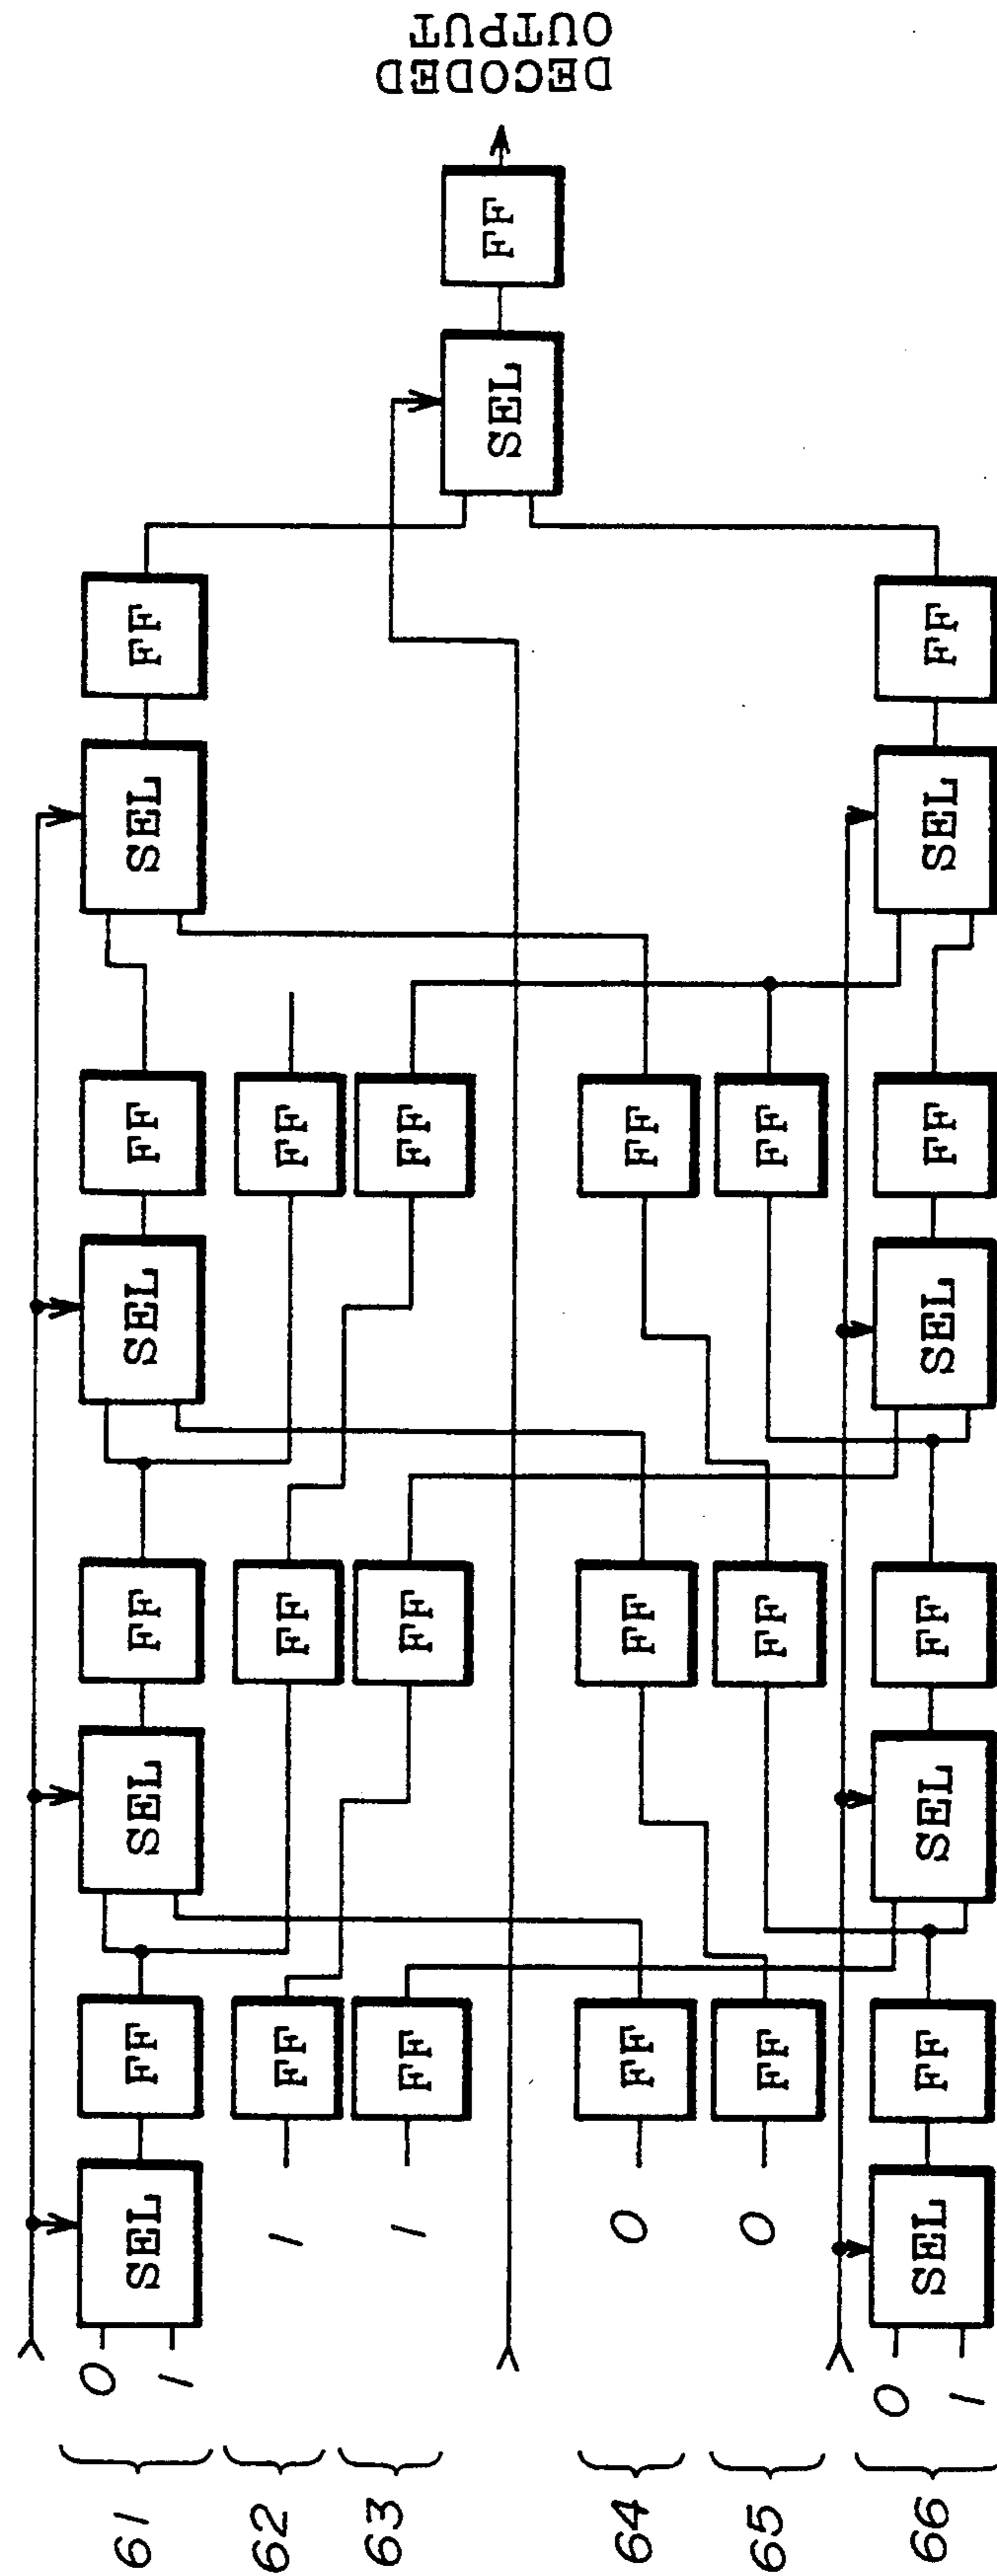 61
0
1
SEL FF SEL FF SEL FF SEL FF
62 1 FF FF FF
63 1 FF FF FF
SEL FF
DECODED
OUTPUT
64 0 FF FF FF
65 0 FF FF FF
66
0
1
SEL FF SEL FF SEL FF SEL FF